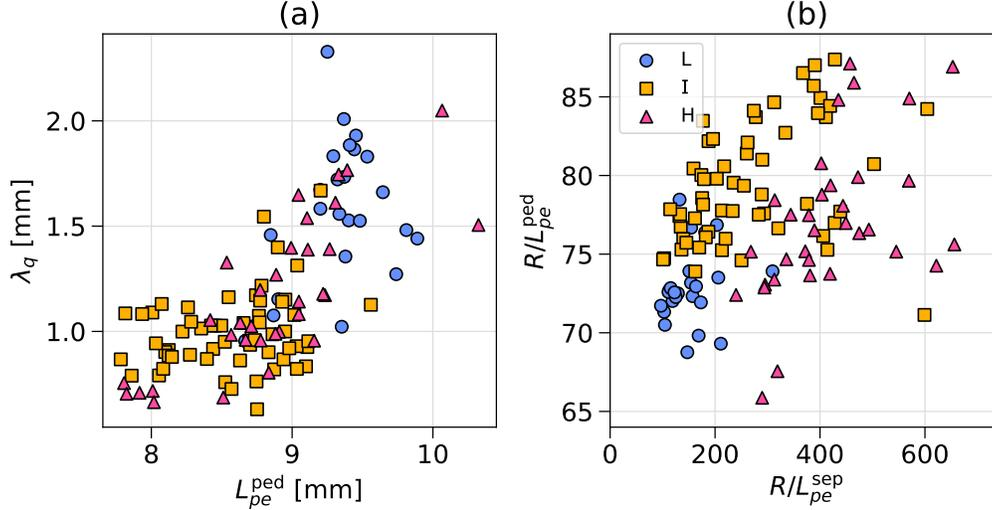 (a)
2.0
1.5
1.0
λq [mm]
8 9 10
L_pe^ped [mm]
(b)
L
I
H
85
80
75
70
65
R/L_pe^ped
0 200 400 600
R/L_pe^sep